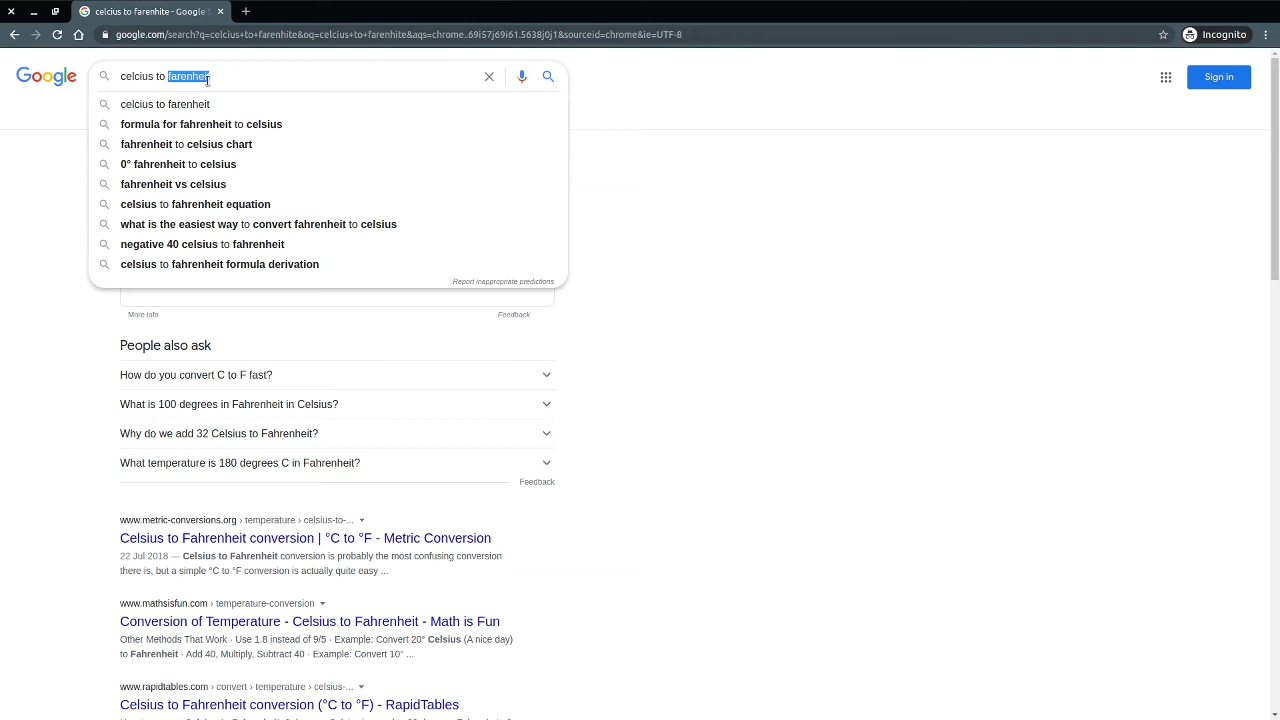 celcius to farenhite - Google S
google.com/search?q=celcius+to+farenhite&oq=celcius+to+farenhite&aqs=chrome..69i57j69i61.5638j0j1&sourceid=chrome&ie=UTF-8
Incognito
Google
celcius to farenheit
Sign in
celcius to farenheit
formula for fahrenheit to celsius
fahrenheit to celsius chart
0° fahrenheit to celsius
fahrenheit vs celsius
celsius to fahrenheit equation
what is the easiest way to convert fahrenheit to celsius
negative 40 celsius to fahrenheit
celsius to fahrenheit formula derivation
Report inappropriate predictions
More info
Feedback
People also ask
How do you convert C to F fast?
What is 100 degrees in Fahrenheit in Celsius?
Why do we add 32 Celsius to Fahrenheit?
What temperature is 180 degrees C in Fahrenheit?
Feedback
www.metric-conversions.org › temperature › celsius-to-...
Celsius to Fahrenheit conversion | °C to °F - Metric Conversion
22 Jul 2018 — Celsius to Fahrenheit conversion is probably the most confusing conversion
there is, but a simple °C to °F conversion is actually quite easy ...
www.mathsisfun.com › temperature-conversion
Conversion of Temperature - Celsius to Fahrenheit - Math is Fun
Other Methods That Work · Use 1.8 instead of 9/5 · Example: Convert 20° Celsius (A nice day)
to Fahrenheit · Add 40, Multiply, Subtract 40 · Example: Convert 10° ...
www.rapidtables.com › convert › temperature › celsius-...
Celsius to Fahrenheit conversion (°C to °F) - RapidTables